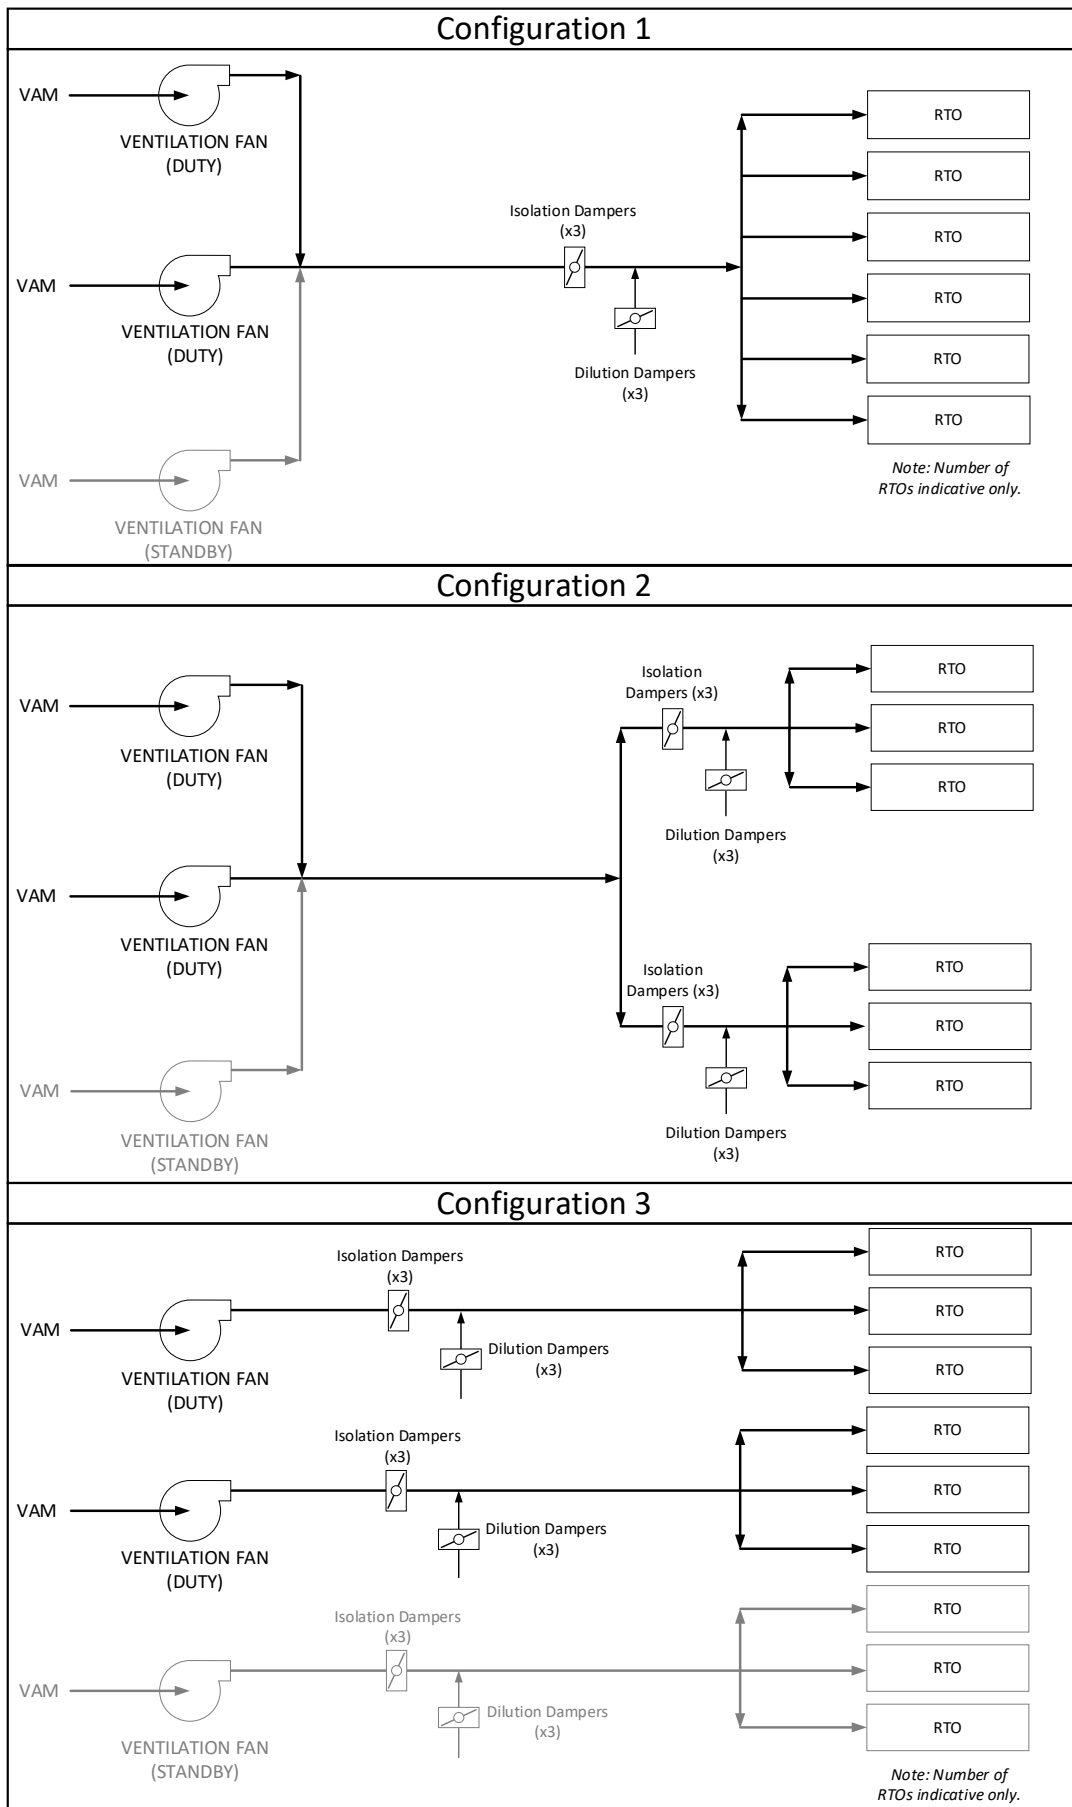 Configuration 1
VAM
VENTILATION FAN
(DUTY)
VAM
VENTILATION FAN
(DUTY)
VAM
VENTILATION FAN
(STANDBY)
Isolation Dampers
(x3)
Dilution Dampers
(x3)
RTO
RTO
RTO
RTO
RTO
RTO
Note: Number of
RTOs indicative only.
Configuration 2
VAM
VENTILATION FAN
(DUTY)
VAM
VENTILATION FAN
(DUTY)
VAM
VENTILATION FAN
(STANDBY)
Isolation
Dampers (x3)
Dilution Dampers
(x3)
RTO
RTO
RTO
Isolation
Dampers (x3)
Dilution Dampers
(x3)
RTO
RTO
RTO
Configuration 3
VAM
VENTILATION FAN
(DUTY)
Isolation Dampers
(x3)
Dilution Dampers
(x3)
RTO
RTO
RTO
VAM
VENTILATION FAN
(DUTY)
Isolation Dampers
(x3)
Dilution Dampers
(x3)
RTO
RTO
RTO
VAM
VENTILATION FAN
(STANDBY)
Isolation Dampers
(x3)
Dilution Dampers
(x3)
RTO
RTO
RTO
Note: Number of
RTOs indicative only.